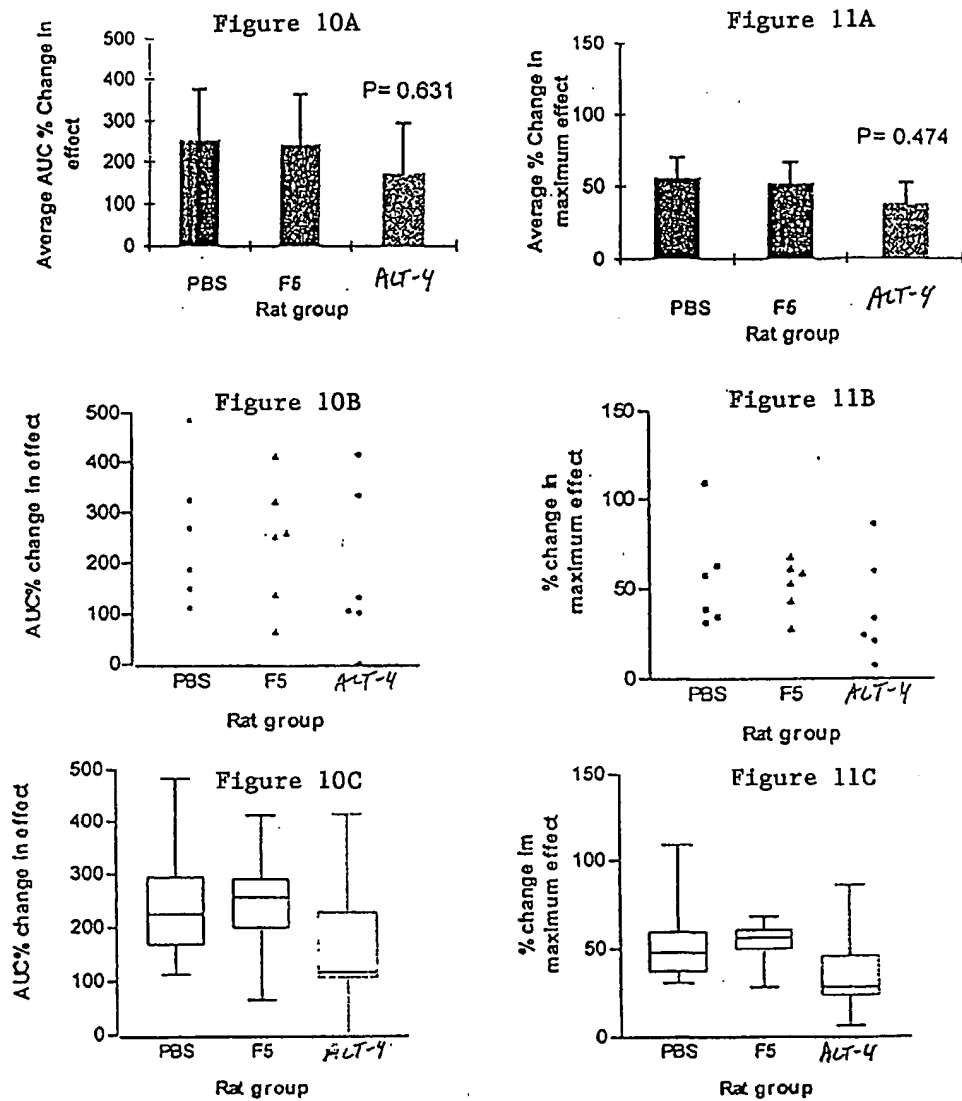 Figure 10A
Average AUC % Change In
effect
500
400
300
200
100
0
P= 0.631
PBS
F5
ALT-4
Rat group
Figure 11A
Average % Change In
maximum effect
150
100
50
0
P= 0.474
PBS
F5
ALT-4
Rat group
Figure 10B
AUC% change in effect
500
400
300
200
100
0
PBS
F5
ALT-4
Rat group
Figure 11B
% change in
maximum effect
150
100
50
0
PBS
F5
ALT-4
Rat group
Figure 10C
AUC% change in effect
500
400
300
200
100
0
PBS
F5
ALT-4
Rat group
Figure 11C
% change im
maximum effect
150
100
50
0
PBS
F5
ALT-4
Rat group